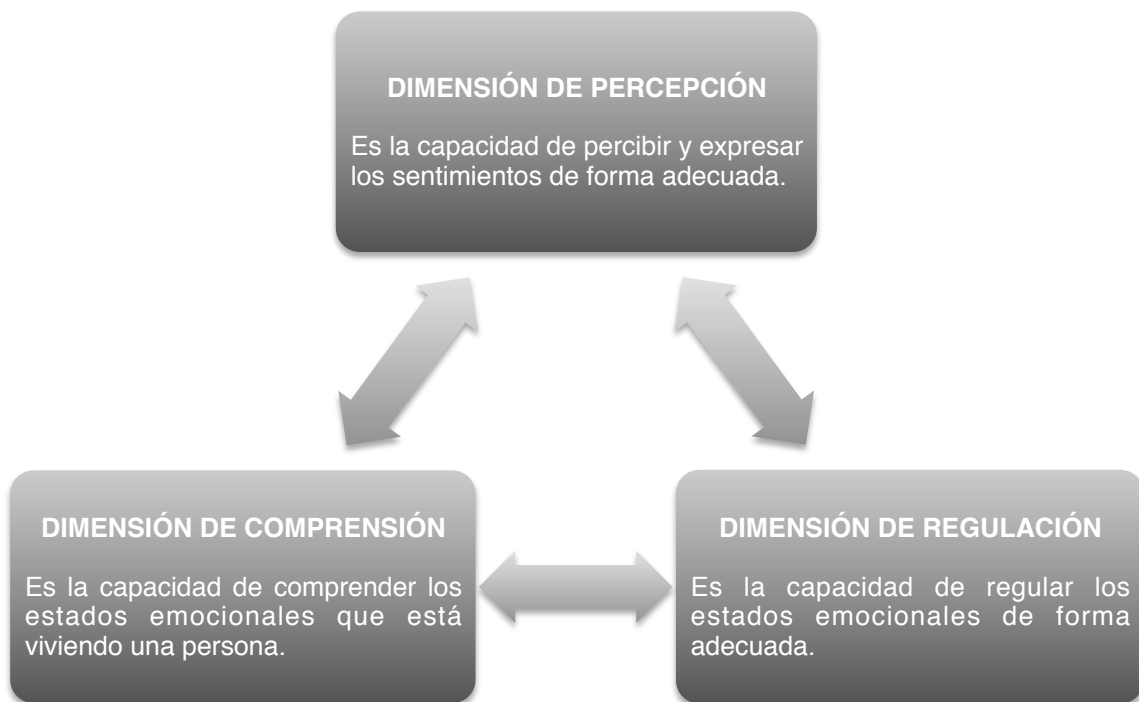 DIMENSIÓN DE PERCEPCIÓN
Es la capacidad de percibir y expresar
los sentimientos de forma adecuada.
DIMENSIÓN DE COMPRENSIÓN
Es la capacidad de comprender los
estados emocionales que está
viviendo una persona.
DIMENSIÓN DE REGULACIÓN
Es la capacidad de regular los
estados emocionales de forma
adecuada.